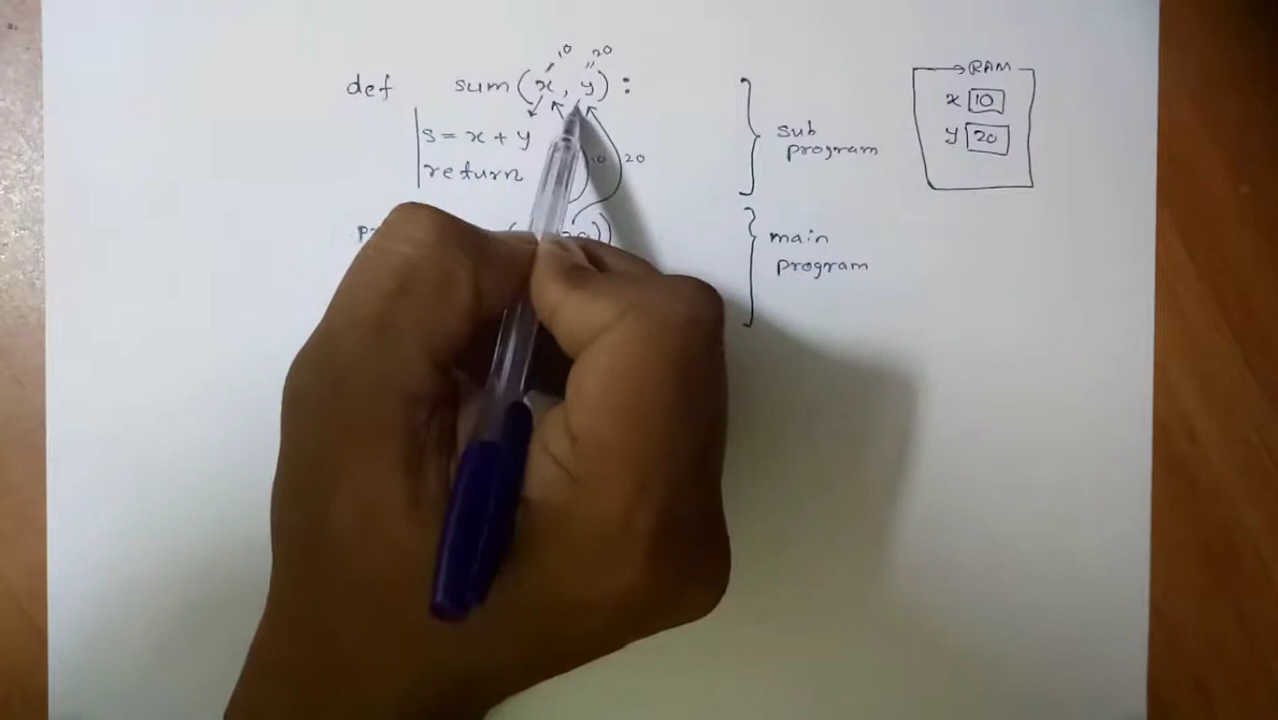 10 20
def sum(x, y):
s = x + y
return
10 20
sub
program
main
program
RAM
x 10
y 20